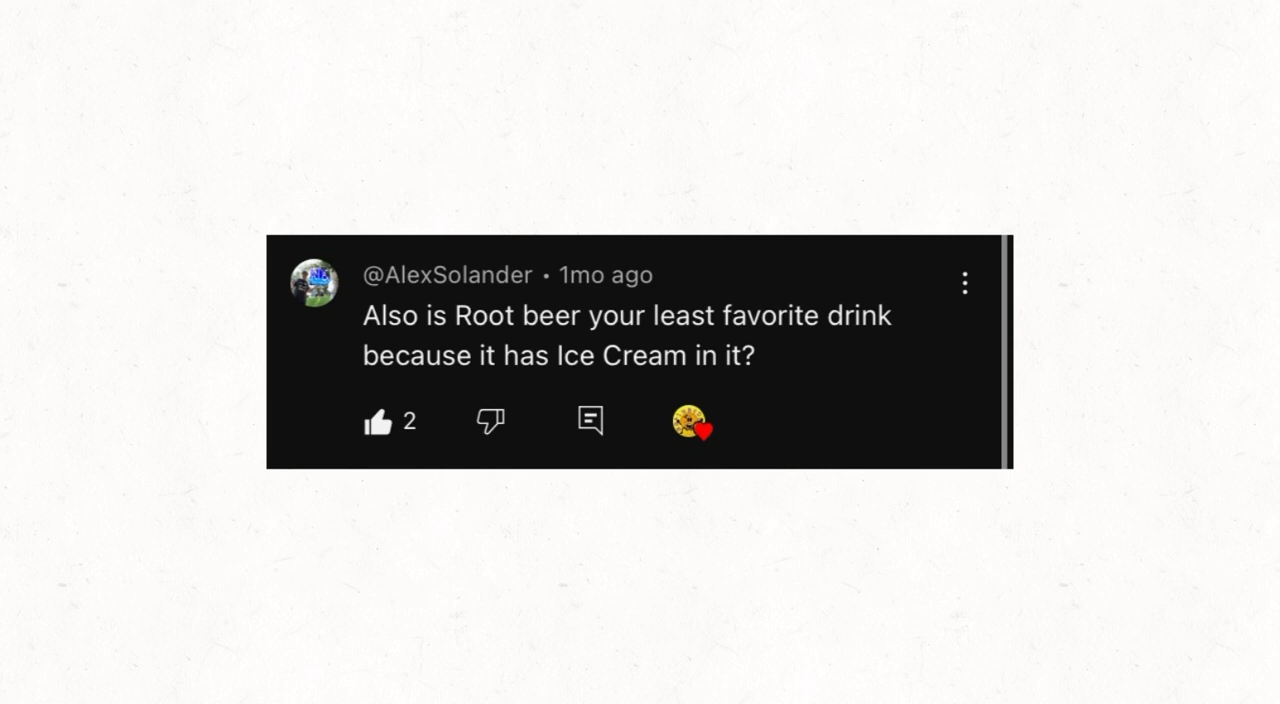 @AlexSolander • 1mo ago
Also is Root beer your least favorite drink
because it has Ice Cream in it?
2